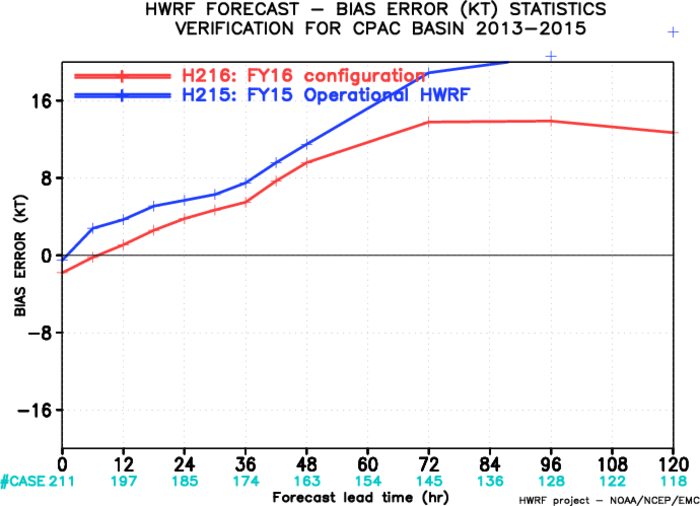 HWRF FORECAST – BIAS ERROR (KT) STATISTICS
VERIFICATION FOR CPAC BASIN 2013–2015
H216: FY16 configuration
H215: FY15 Operational HWRF
BIAS ERROR (KT)
16
8
0
-8
-16
0 12 24 36 48 60 72 84 96 108 120
#CASE 211 197 185 174 163 154 145 136 128 122 118
Forecast lead time (hr)
HWRF project – NOAA/NCEP/EMC